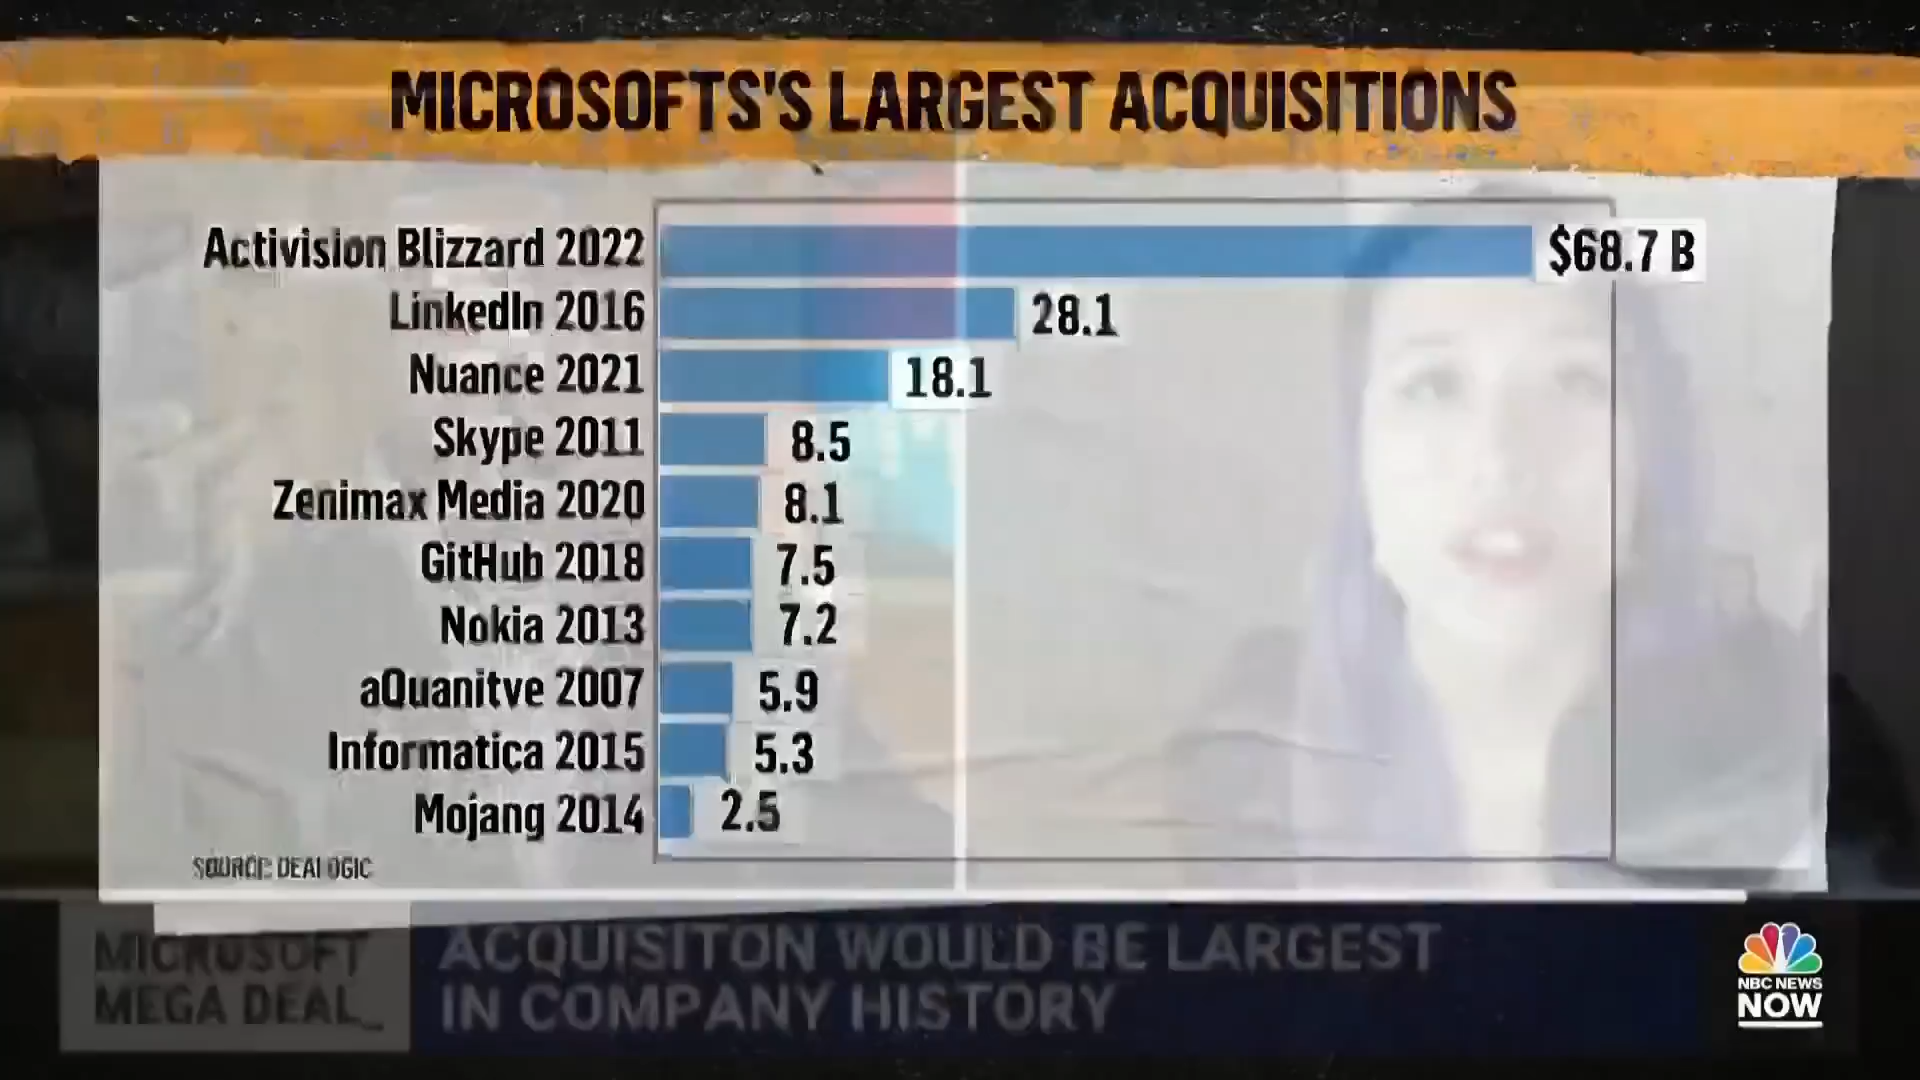 MICROSOFTS'S LARGEST ACQUISITIONS
Activision Blizzard 2022 $68.7 B
LinkedIn 2016 28.1
Nuance 2021 18.1
Skype 2011 8.5
Zenimax Media 2020 8.1
GitHub 2018 7.5
Nokia 2013 7.2
aQuanitve 2007 5.9
Informatica 2015 5.3
Mojang 2014 2.5
SOURCE: DEALOGIC
MICROSOFT
MEGA DEAL
ACQUISITON WOULD BE LARGEST
IN COMPANY HISTORY
NBC NEWS
NOW